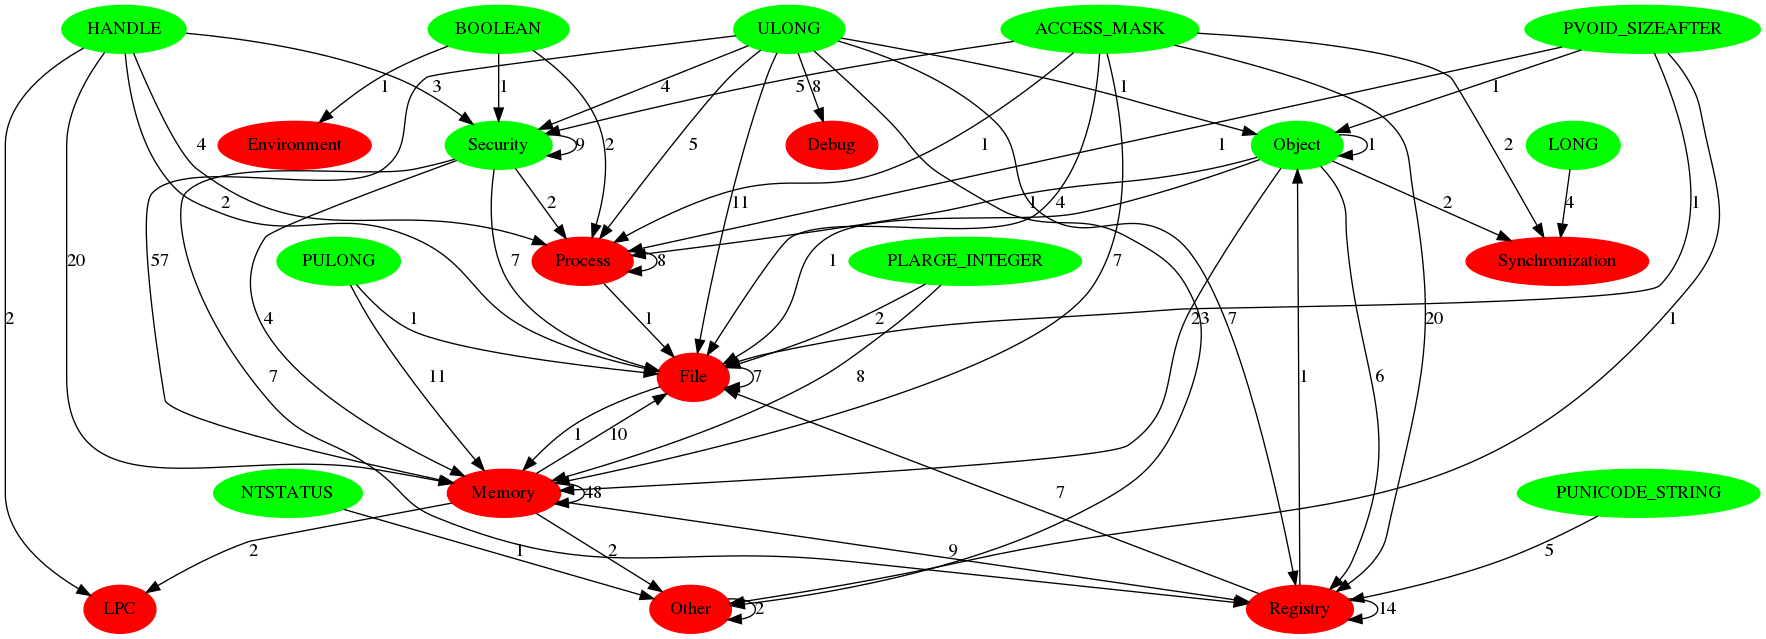 HANDLE BOOLEAN ULONG ACCESS_MASK PVOID_SIZEAFTER
1 3 1 4 5 8 1 1
Environment Security 9 Debug Object 1 LONG
4 2 5 1 1 2
2 2 11 1 4 2 4 1
PULONG Process 8 PLARGE_INTEGER Synchronization
20 57 7 1 7
2 4 1 1 2 23 7 1 20 1
File 7
7 11 8 6
1 10 1
NTSTATUS Memory 48 7 PUNICODE_STRING
2 1 2 9 5
LPC Other 2 Registry 14